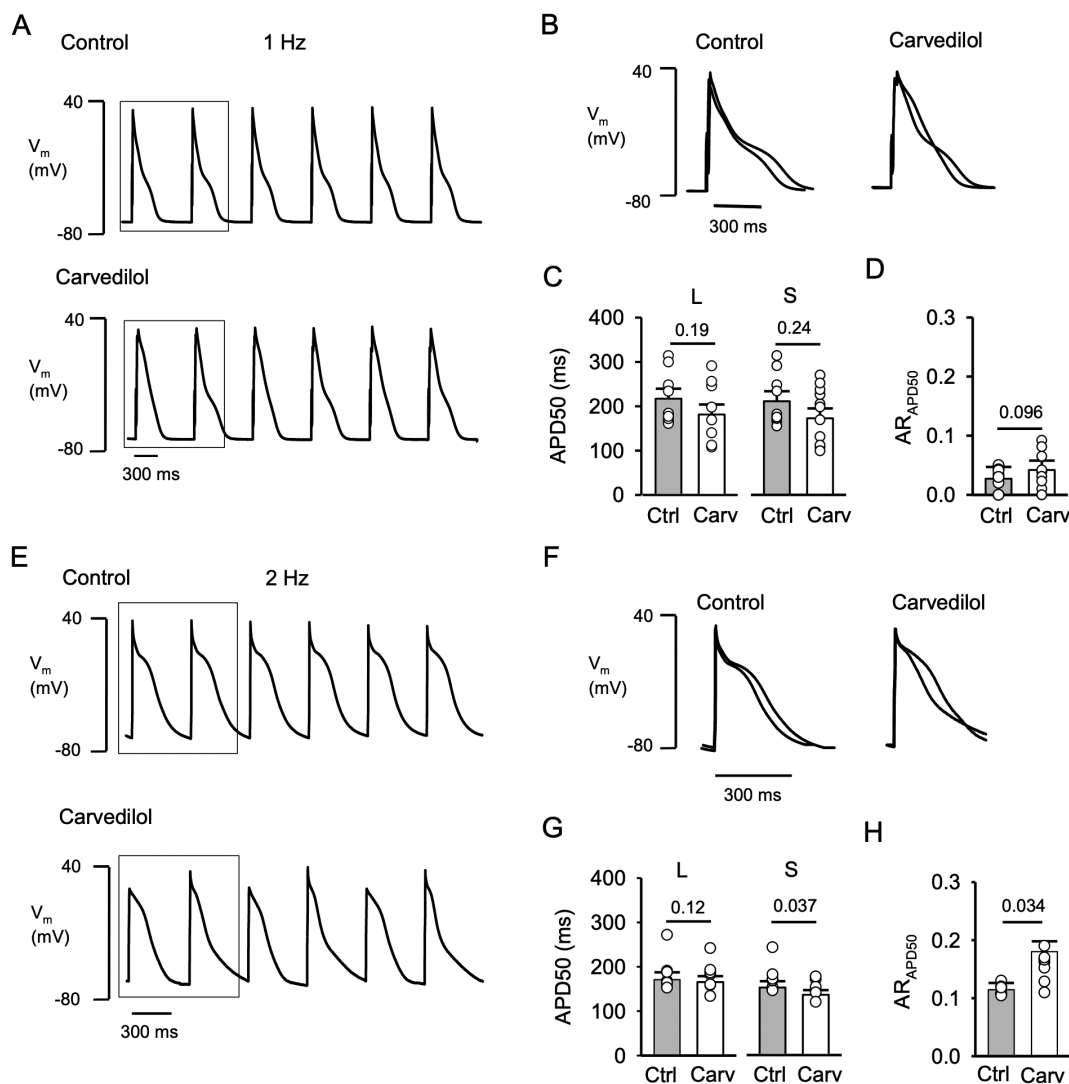 A
Control 1 Hz
40
Vm
(mV)
-80
Carvedilol
40
Vm
(mV)
-80
300 ms
B
Control Carvedilol
40
Vm
(mV)
-80
300 ms
C
L S
400
300
200
100
0
APD50 (ms)
0.19 0.24
Ctrl Carv Ctrl Carv
D
0.3
0.2
0.1
0.0
ARAPD50
0.096
Ctrl Carv
E
Control 2 Hz
40
Vm
(mV)
-80
Carvedilol
40
Vm
(mV)
-80
300 ms
F
Control Carvedilol
40
Vm
(mV)
-80
300 ms
G
L S
400
300
200
100
0
APD50 (ms)
0.12 0.037
Ctrl Carv Ctrl Carv
H
0.3
0.2
0.1
0.0
ARAPD50
0.034
Ctrl Carv